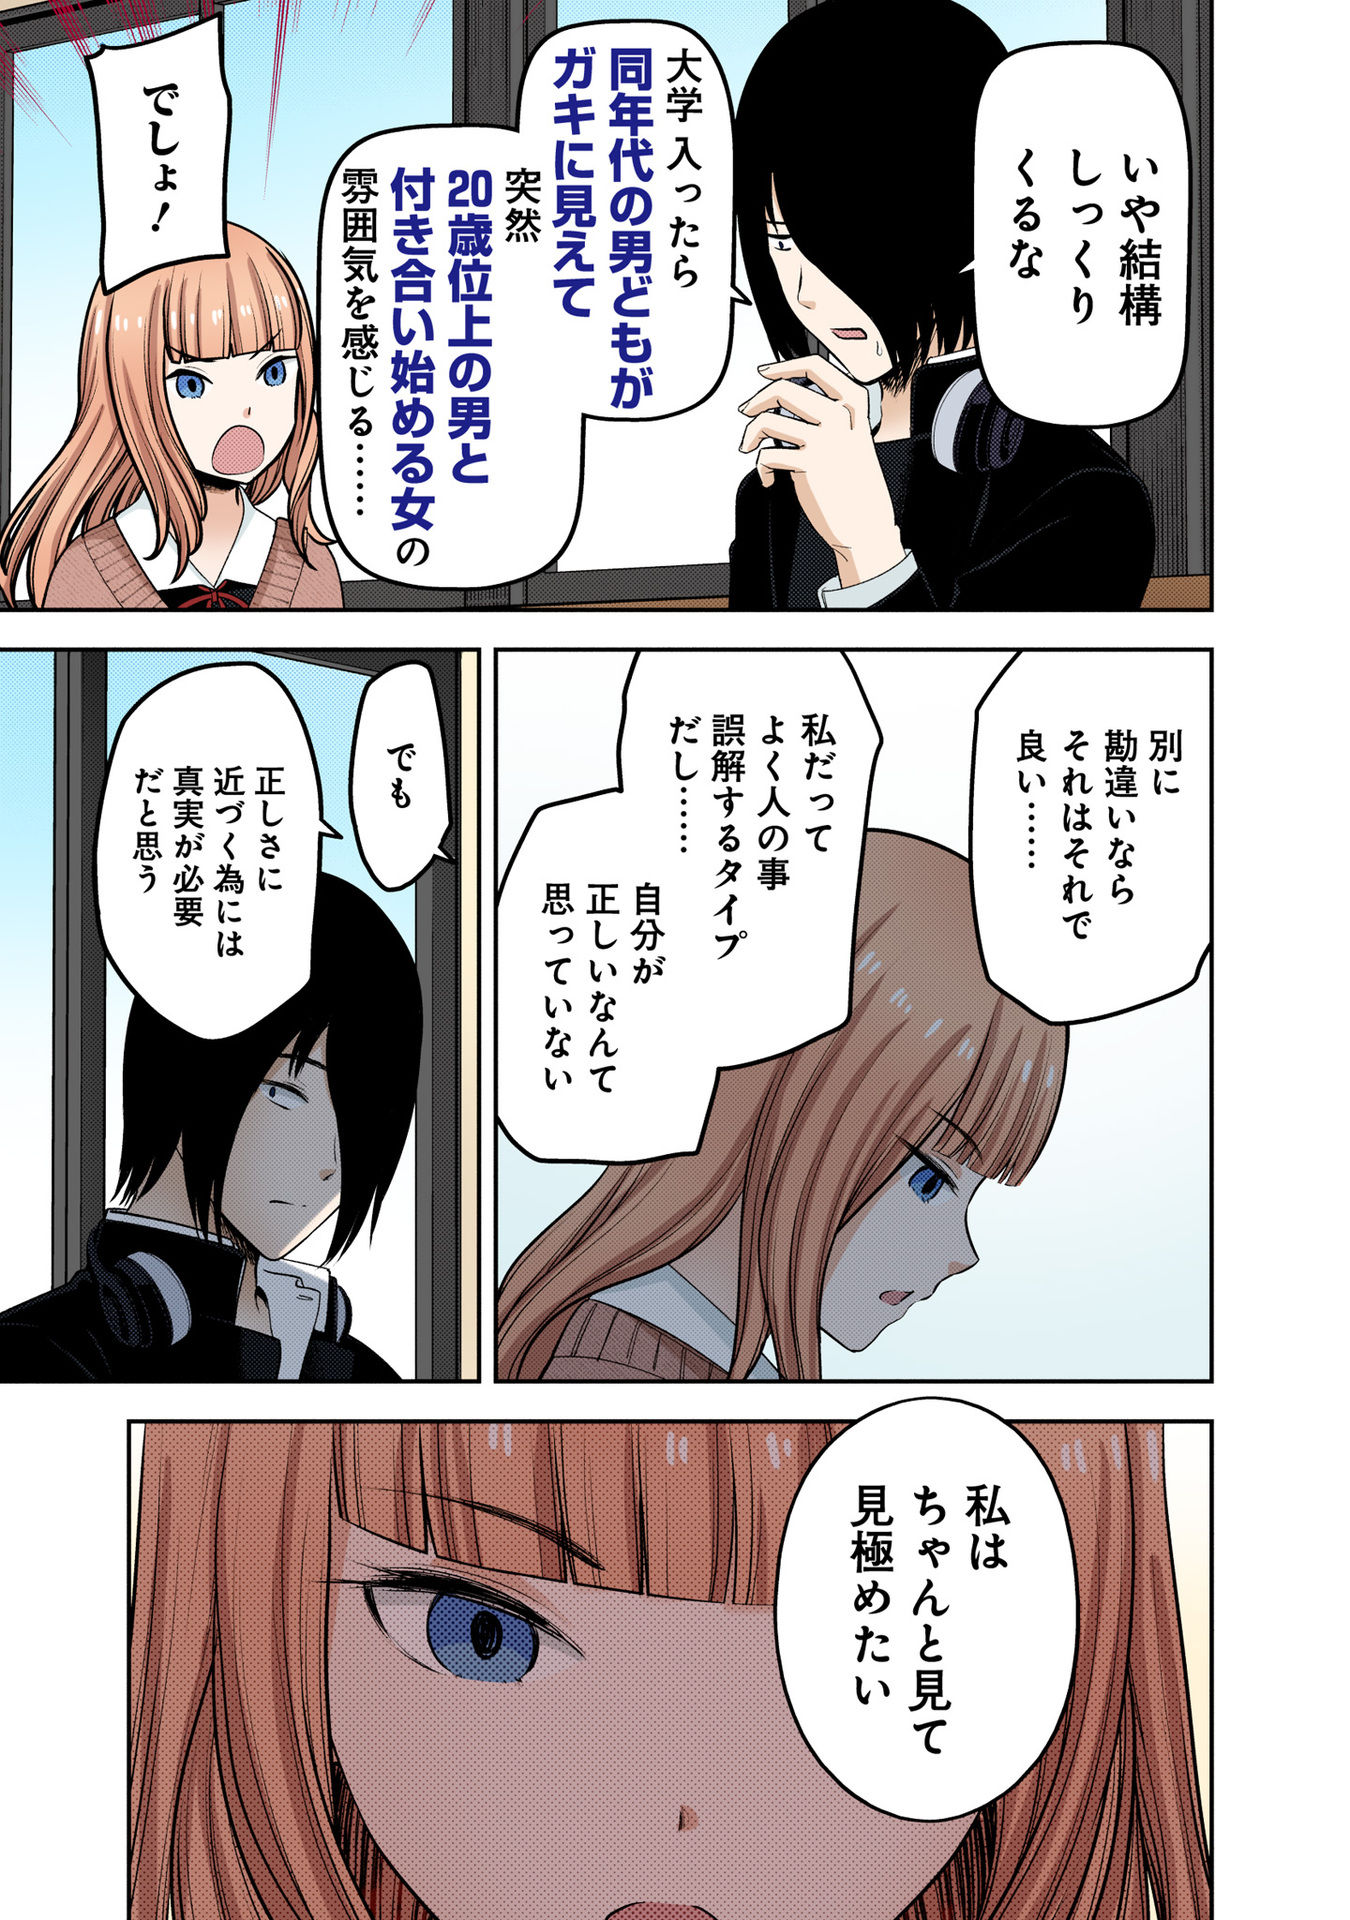 いや結構
しっくり
くるな
大学入ったら
同年代の男どもが
ガキに見えて
突然
20歳位上の男と
付き合い始める女の
雰囲気を感じる……
でしょ!
別に
勘違いなら
それはそれで
良い……
私だって
よく人の事
誤解するタイプ
だし……
自分が
正しいなんて
思っていない
でも
正しさに
近づく為には
真実が必要
だと思う
私は
ちゃんと見て
見極めたい